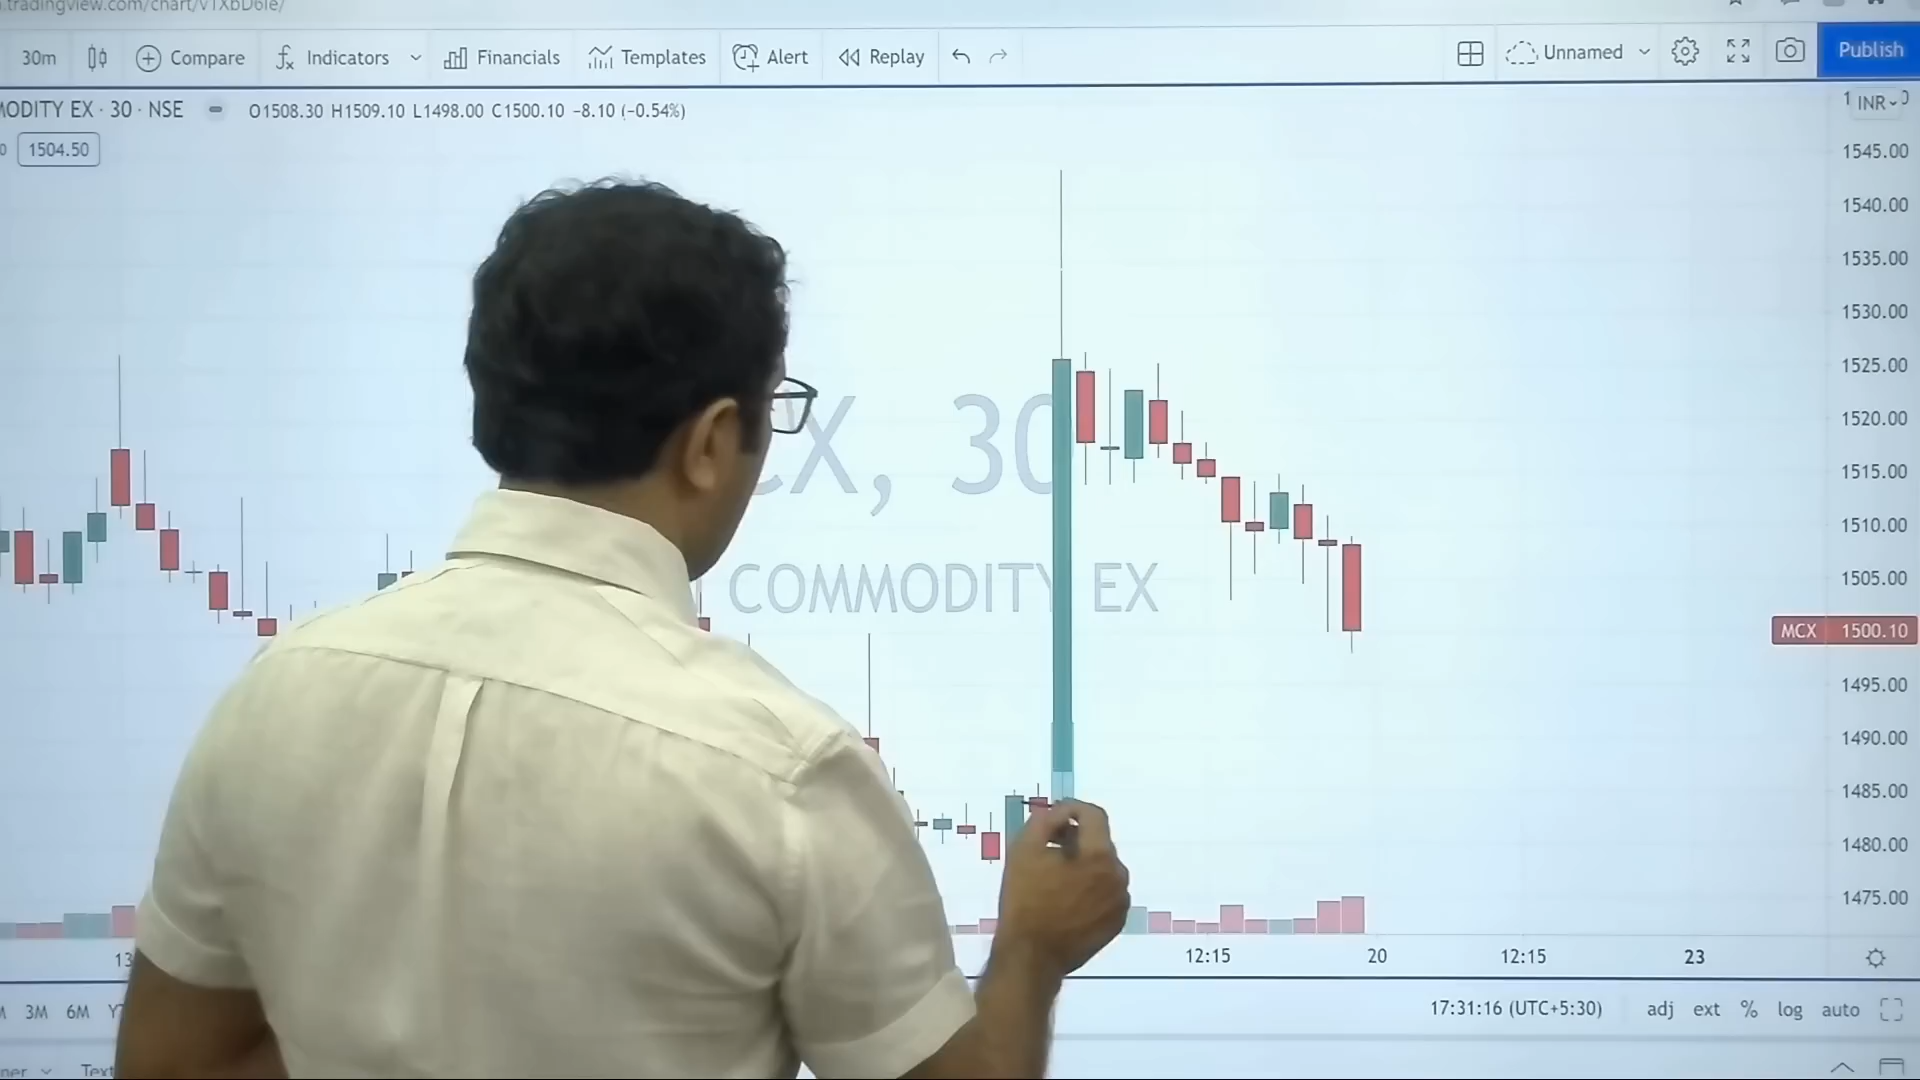 .tradingview.com/chart/
30m Compare Indicators Financials Templates Alert Replay Unnamed Publish
MODITY EX · 30 · NSE O1508.30 H1509.10 L1498.00 C1500.10 −8.10 (−0.54%)
INR
1504.50
1545.00
1540.00
1535.00
1530.00
1525.00
1520.00
CX, 30
1515.00
1510.00
1505.00
COMMODITY EX
MCX 1500.10
1495.00
1490.00
1485.00
1480.00
1475.00
13 12:15 20 12:15 23
3M 6M 17:31:16 (UTC+5:30) adj ext % log auto